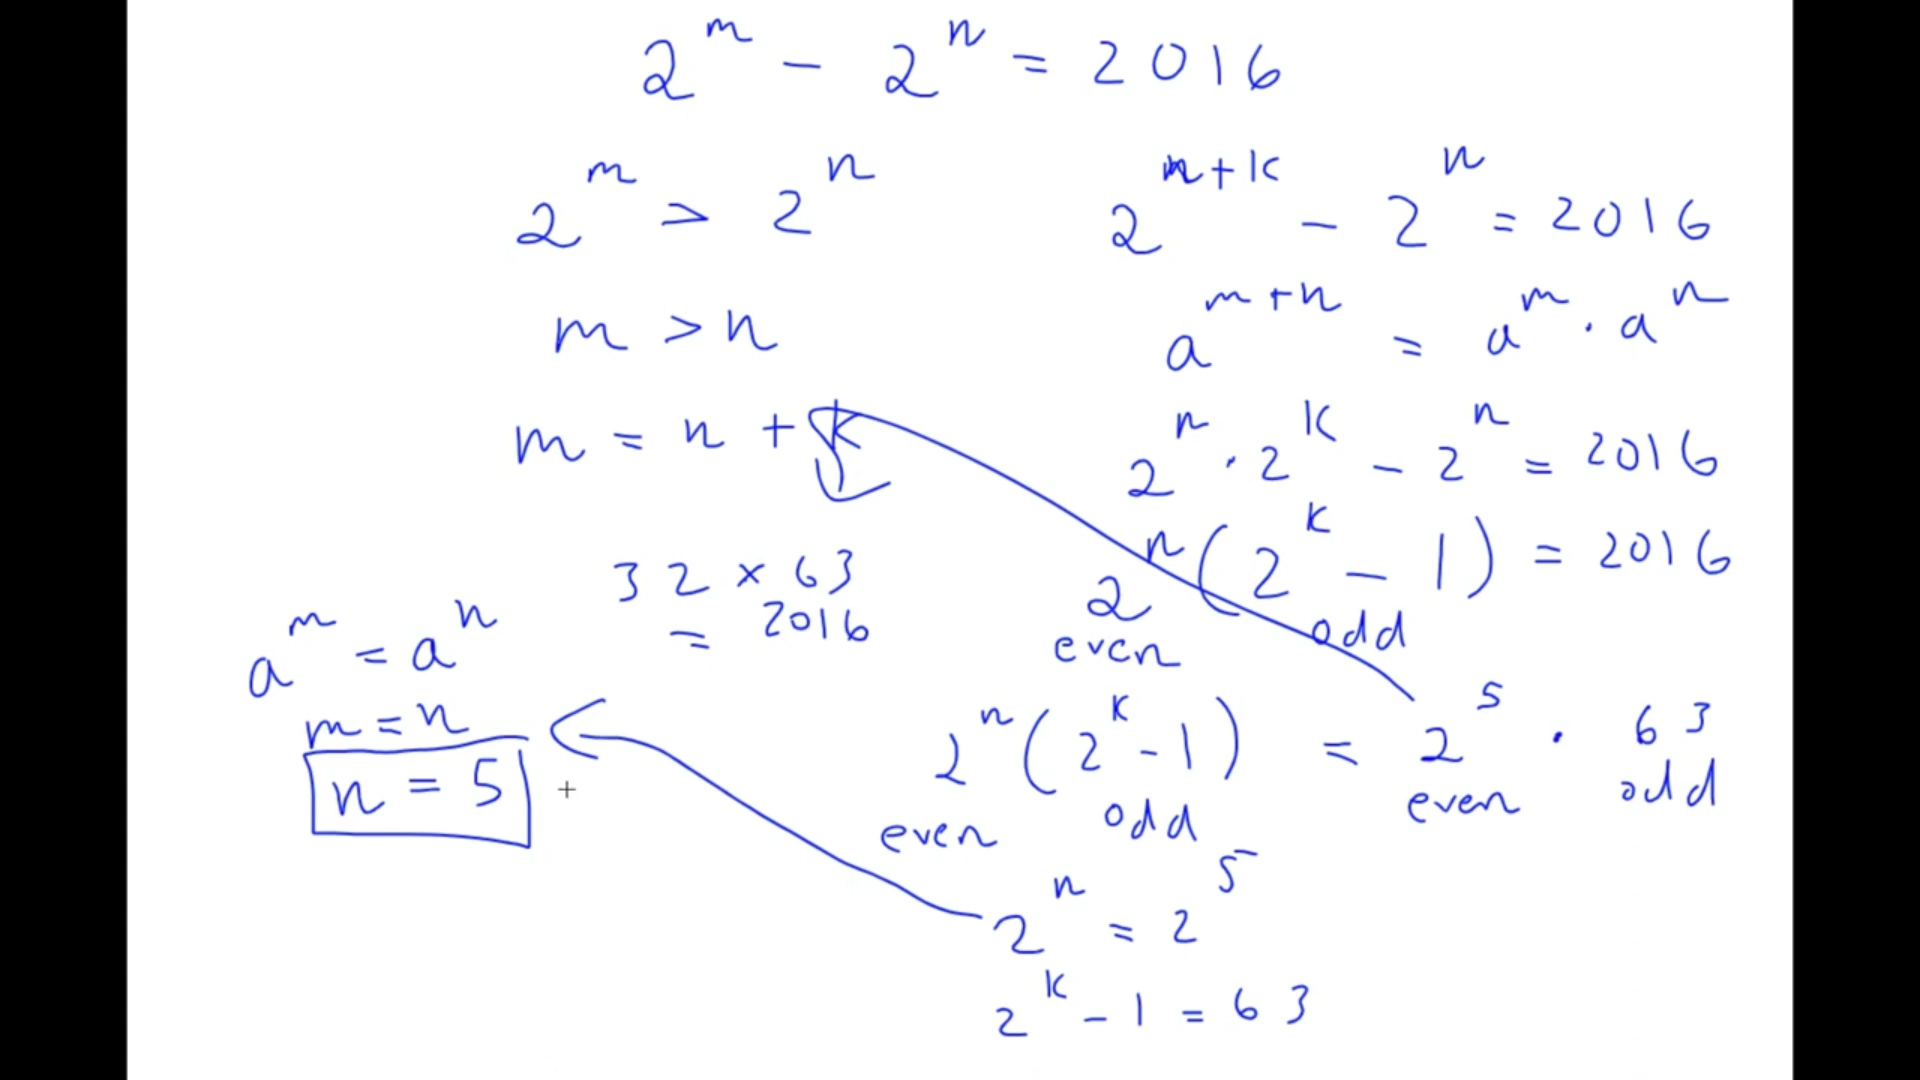 2^m - 2^n = 2016
2^m > 2^n
m > n
m = n + k
32 × 63
= 2016
a^m = a^n
m = n
n = 5
2^{n+k} - 2^n = 2016
a^{m+n} = a^m · a^n
2^n · 2^k - 2^n = 2016
2^n (2^k - 1) = 2016
even odd
2^n (2^k - 1) = 2^5 · 63
even odd even odd
2^n = 2^5
2^k - 1 = 63